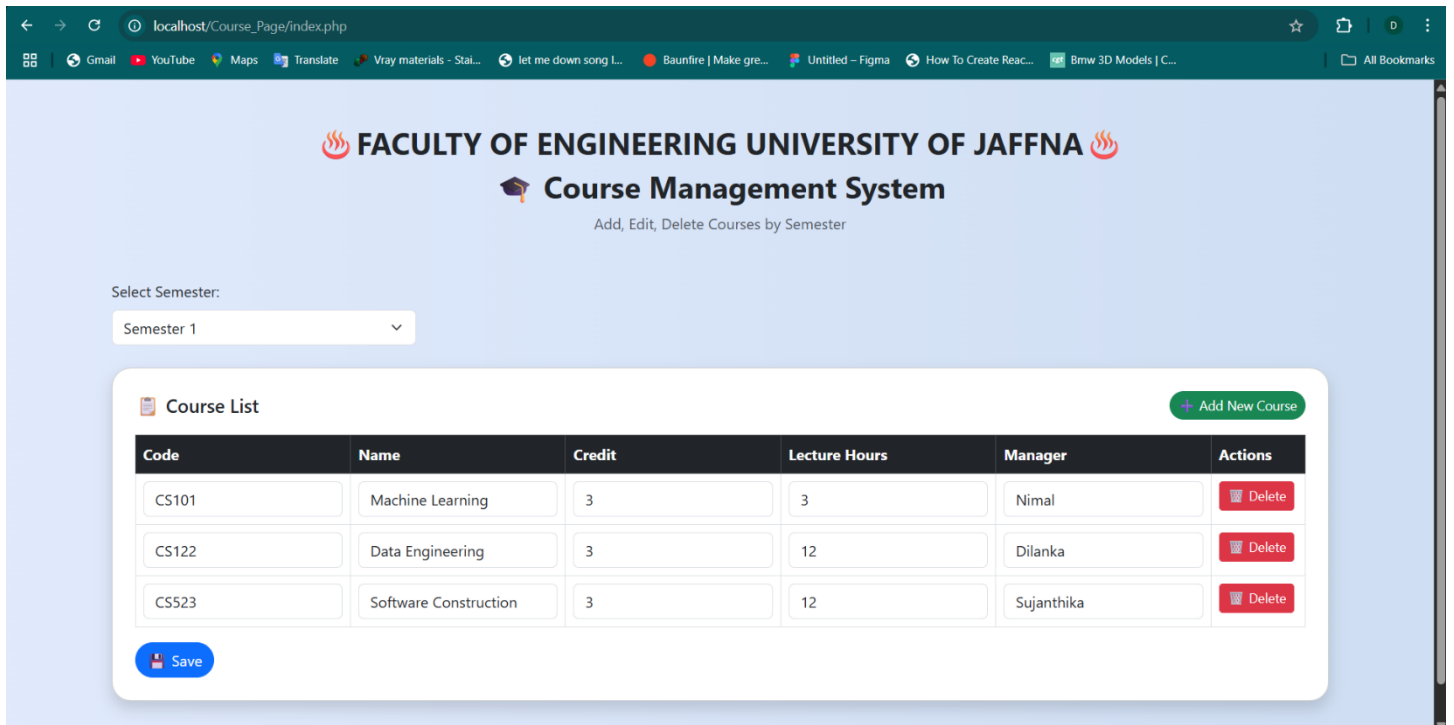 localhost/Course_Page/index.php D
Gmail YouTube Maps Translate Vray materials - Stai... let me down song l... Baunfire | Make gre... Untitled – Figma How To Create Reac... Bmw 3D Models | C... All Bookmarks
FACULTY OF ENGINEERING UNIVERSITY OF JAFFNA
Course Management System
Add, Edit, Delete Courses by Semester
Select Semester:
Semester 1
Course List Add New Course
Code Name Credit Lecture Hours Manager Actions
CS101 Machine Learning 3 3 Nimal Delete
CS122 Data Engineering 3 12 Dilanka Delete
CS523 Software Construction 3 12 Sujanthika Delete
Save